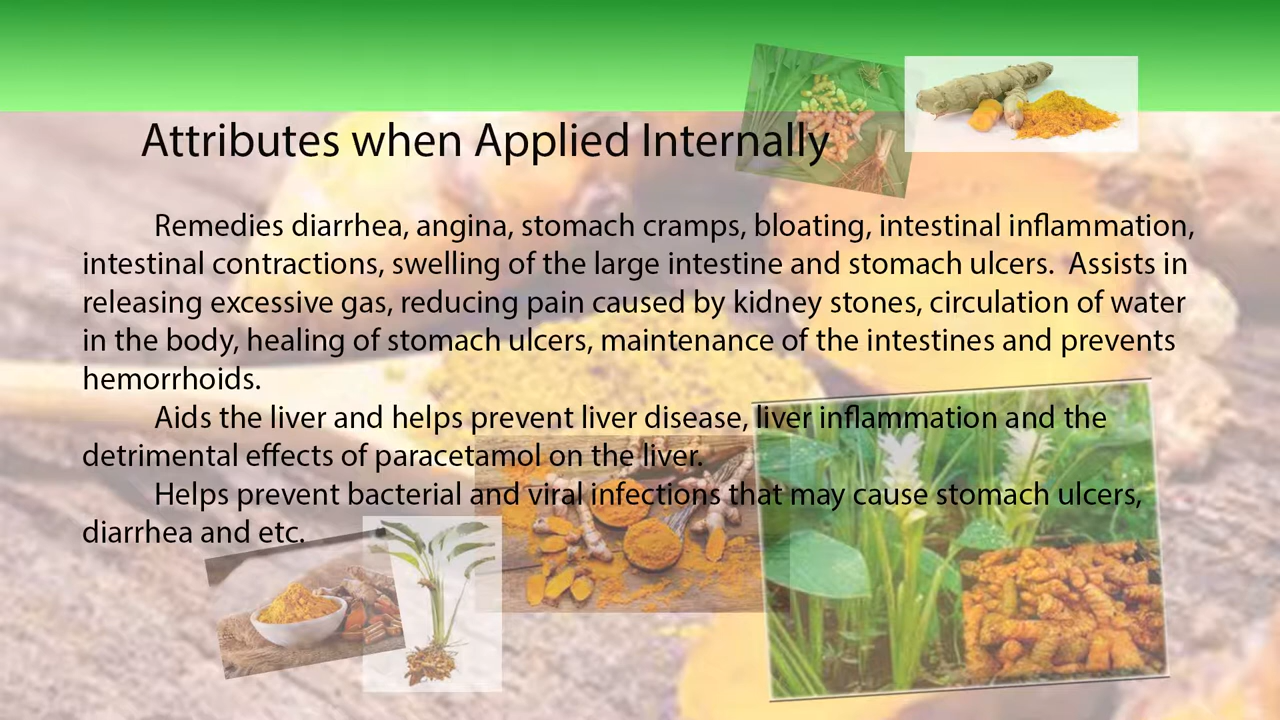 Attributes when Applied Internally
Remedies diarrhea, angina, stomach cramps, bloating, intestinal inflammation,
intestinal contractions, swelling of the large intestine and stomach ulcers.  Assists in
releasing excessive gas, reducing pain caused by kidney stones, circulation of water
in the body, healing of stomach ulcers, maintenance of the intestines and prevents
hemorrhoids.
Aids the liver and helps prevent liver disease, liver inflammation and the
detrimental effects of paracetamol on the liver.
Helps prevent bacterial and viral infections that may cause stomach ulcers,
diarrhea and etc.